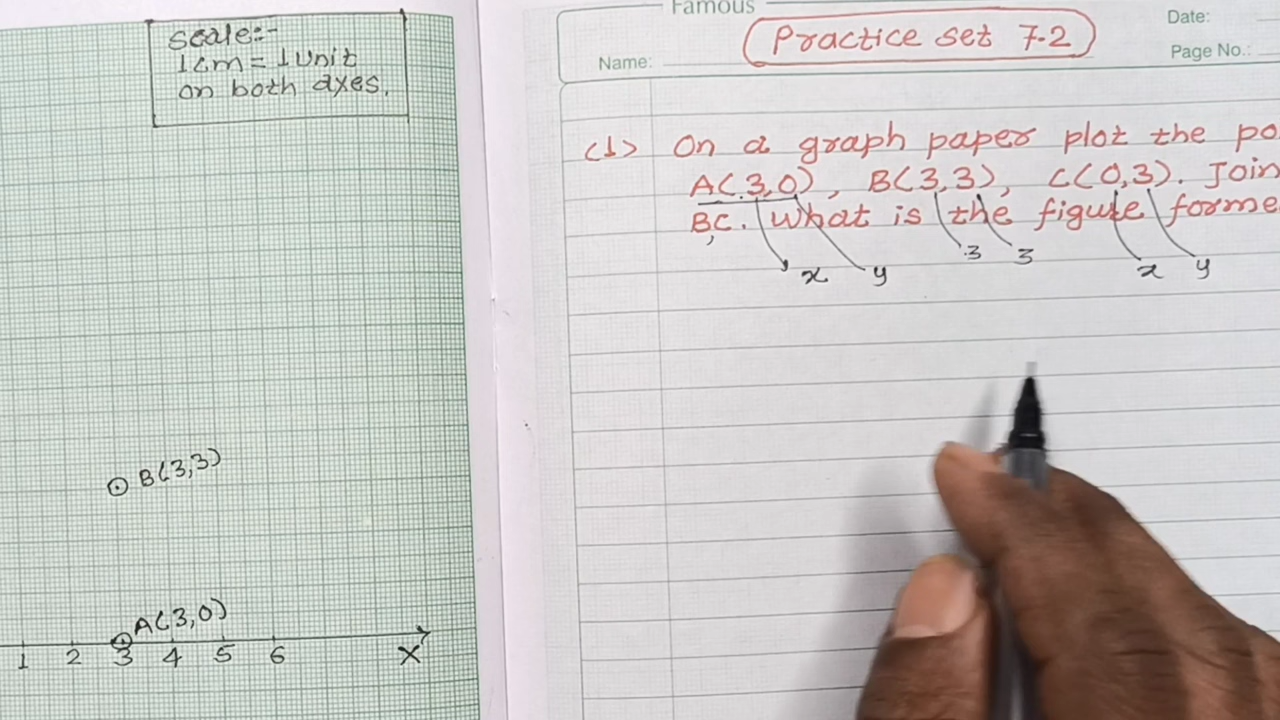 Scale:-
1cm = 1 Unit
on both axes.
B(3,3)
A(3,0)
1 2 3 4 5 6 X
Famous
Practice set 7.2
Date:
Name:
Page No.:
(1) On a graph paper plot the po
A(3,0), B(3,3), C(0,3). Join
BC. What is the figure forme
x y 3 3 x y